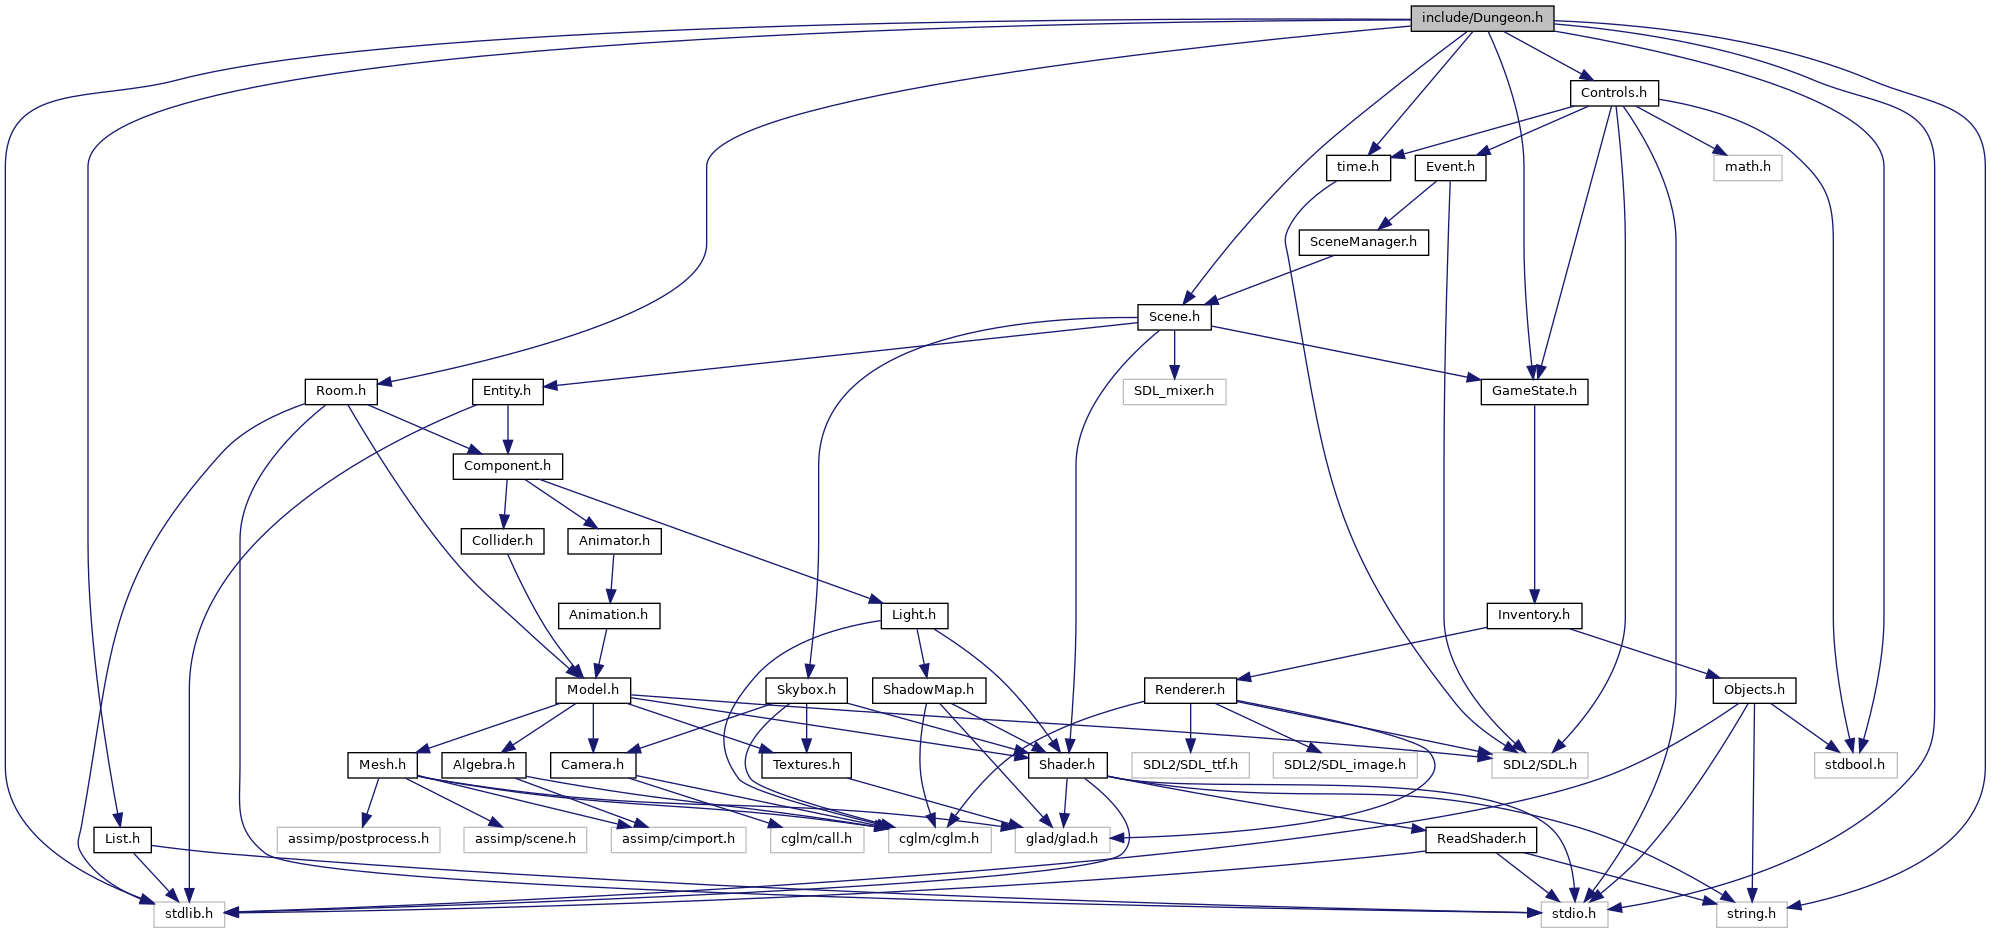 include/Dungeon.h
Controls.h
time.h
Event.h
math.h
SceneManager.h
Scene.h
Room.h
Entity.h
SDL_mixer.h
GameState.h
Component.h
Collider.h
Animator.h
Animation.h
Light.h
Inventory.h
Model.h
Skybox.h
ShadowMap.h
Renderer.h
Objects.h
Mesh.h
Algebra.h
Camera.h
Textures.h
Shader.h
SDL2/SDL_ttf.h
SDL2/SDL_image.h
SDL2/SDL.h
stdbool.h
List.h
assimp/postprocess.h
assimp/scene.h
assimp/cimport.h
cglm/call.h
cglm/cglm.h
glad/glad.h
ReadShader.h
stdlib.h
stdio.h
string.h